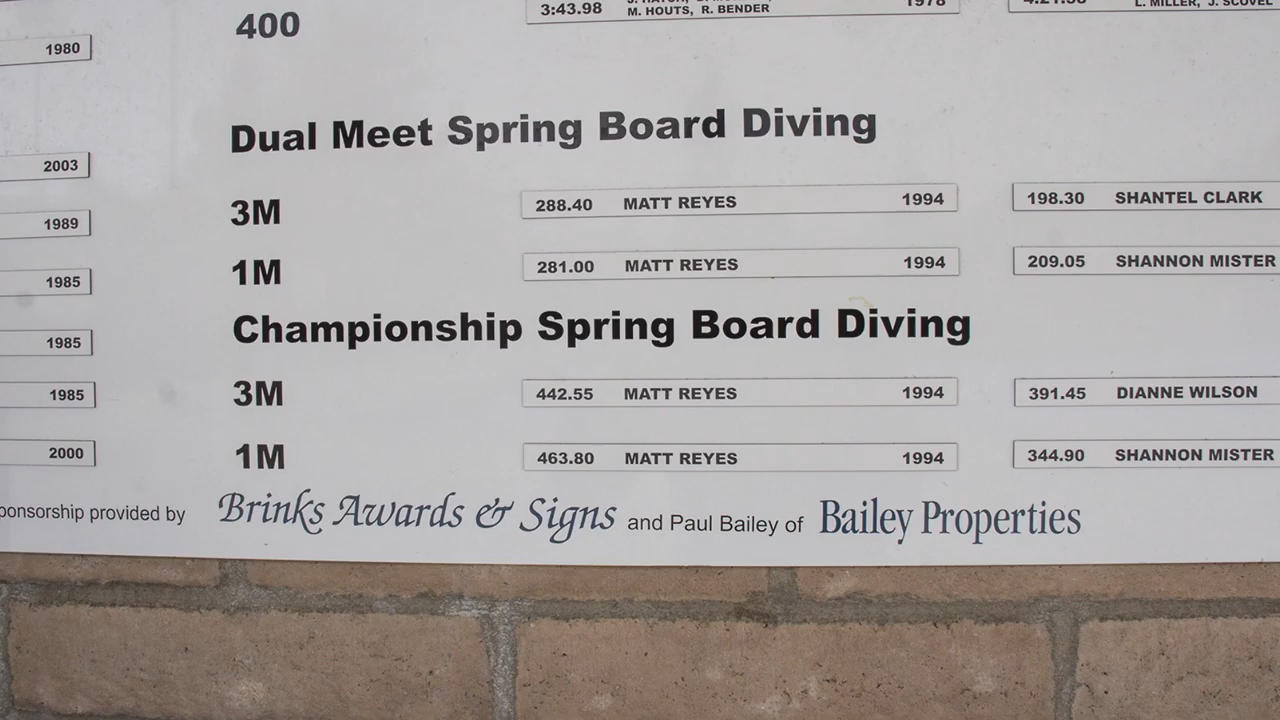 3:43.98 M. HOUTS, R. BENDER 1978 L. MILLER, J. SCOVEL
400
1980
Dual Meet Spring Board Diving
2003
3M 288.40 MATT REYES 1994 198.30 SHANTEL CLARK
1989
1M 281.00 MATT REYES 1994 209.05 SHANNON MISTER
1985
Championship Spring Board Diving
1985
3M 442.55 MATT REYES 1994 391.45 DIANNE WILSON
1985
1M 463.80 MATT REYES 1994 344.90 SHANNON MISTER
2000
ponsorship provided by Brinks Awards & Signs and Paul Bailey of Bailey Properties